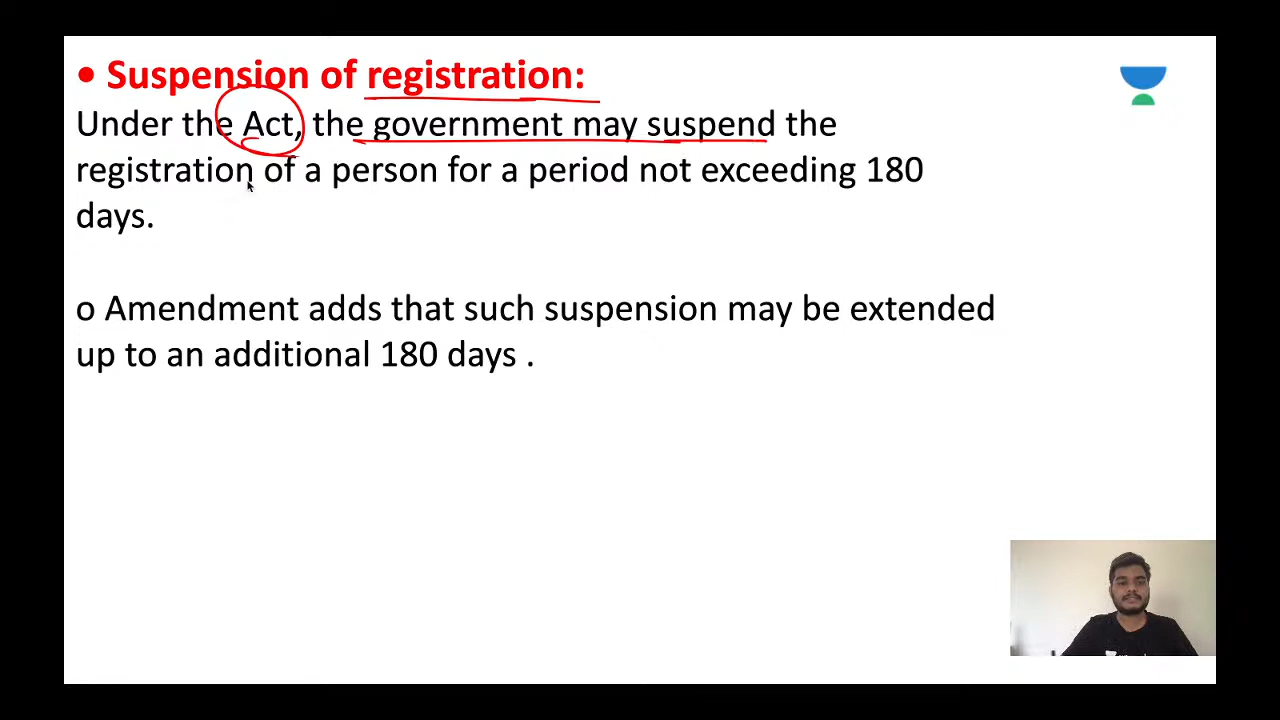 • Suspension of registration:
Under the Act, the government may suspend the
registration of a person for a period not exceeding 180
days.
o Amendment adds that such suspension may be extended
up to an additional 180 days .